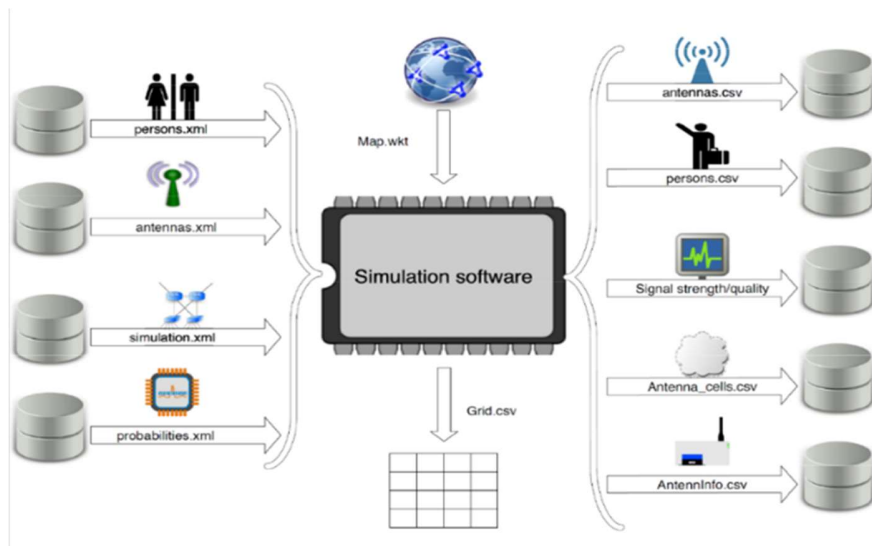 persons.xml
antennas.xml
simulation.xml
probabilities.xml
Map.wkt
Simulation software
Grid.csv
antennas.csv
persons.csv
Signal strength/quality
Antenna_cells.csv
AntennInfo.csv